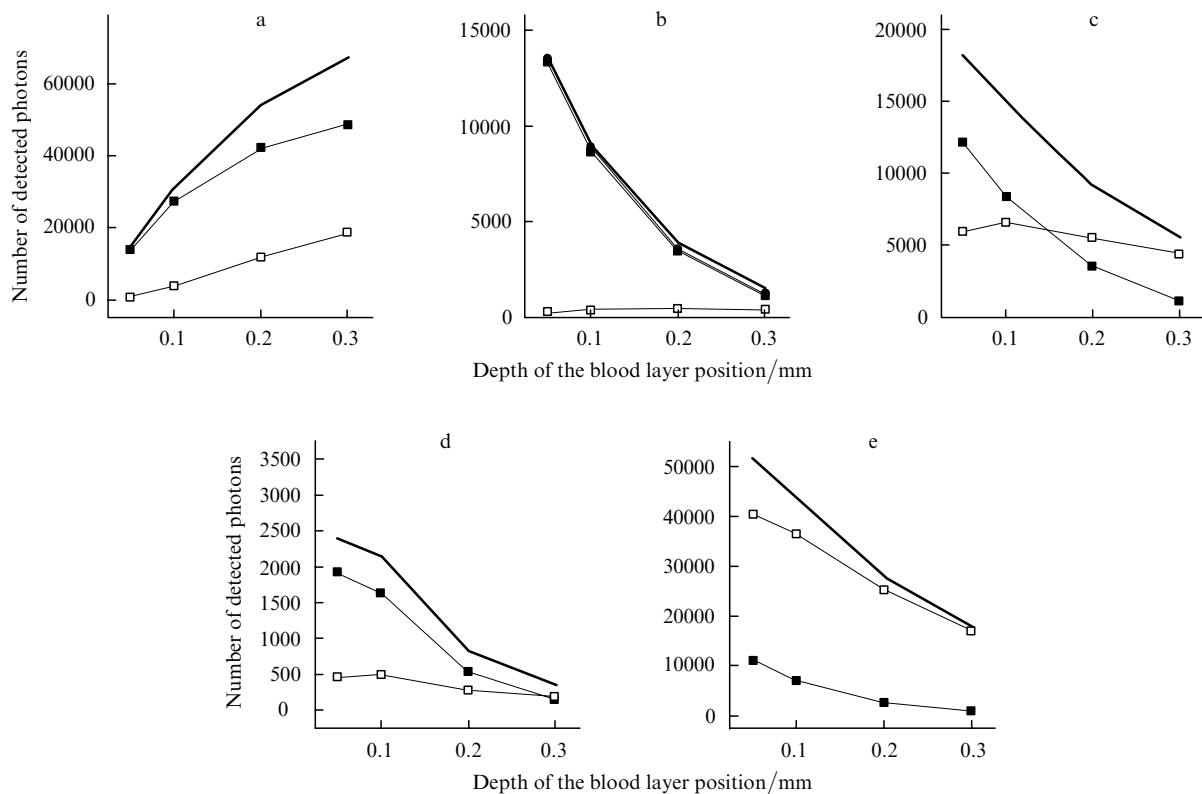 a
Number of detected photons
60000
40000
20000
0
0.1 0.2 0.3
b
15000
10000
5000
0
0.1 0.2 0.3
c
20000
15000
10000
5000
0
0.1 0.2 0.3
Depth of the blood layer position/mm
d
Number of detected photons
3500
3000
2500
2000
1500
1000
500
0
0.1 0.2 0.3
e
50000
40000
30000
20000
10000
0
0.1 0.2 0.3
Depth of the blood layer position/mm